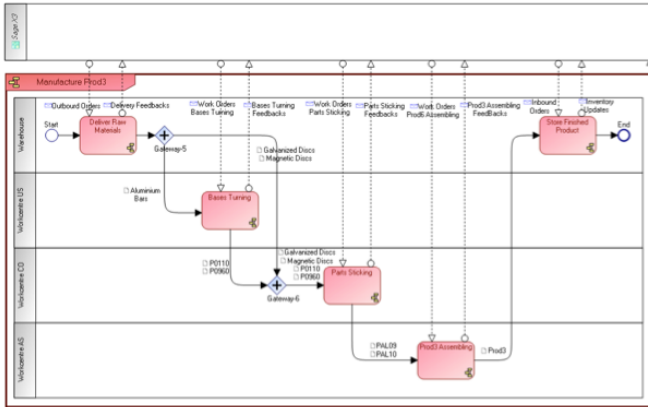 Sage X3
Manufacture Prod3
Outbound Orders
Delivery Feedbacks
Work Orders
Bases Turning
Bases Turning
Feedbacks
Work Orders
Parts Sticking
Parts Sticking
Feedbacks
Work Orders
Prod6 Assembling
Prod3 Assembling
FeedBacks
Inbound
Orders
Inventory
Updates
Warehouse
Start
Deliver Raw
Materials
Gateway-5
Galvanized Discs
Magnetic Discs
Store Finished
Product
End
Workcentre US
Aluminium
Bars
Bases Turning
Workcentre CO
P0110
P0960
Galvanized Discs
Magnetic Discs
Gateway-6
P0110
P0960
Parts Sticking
Workcentre AS
PAL09
PAL10
Prod3 Assembling
Prod3